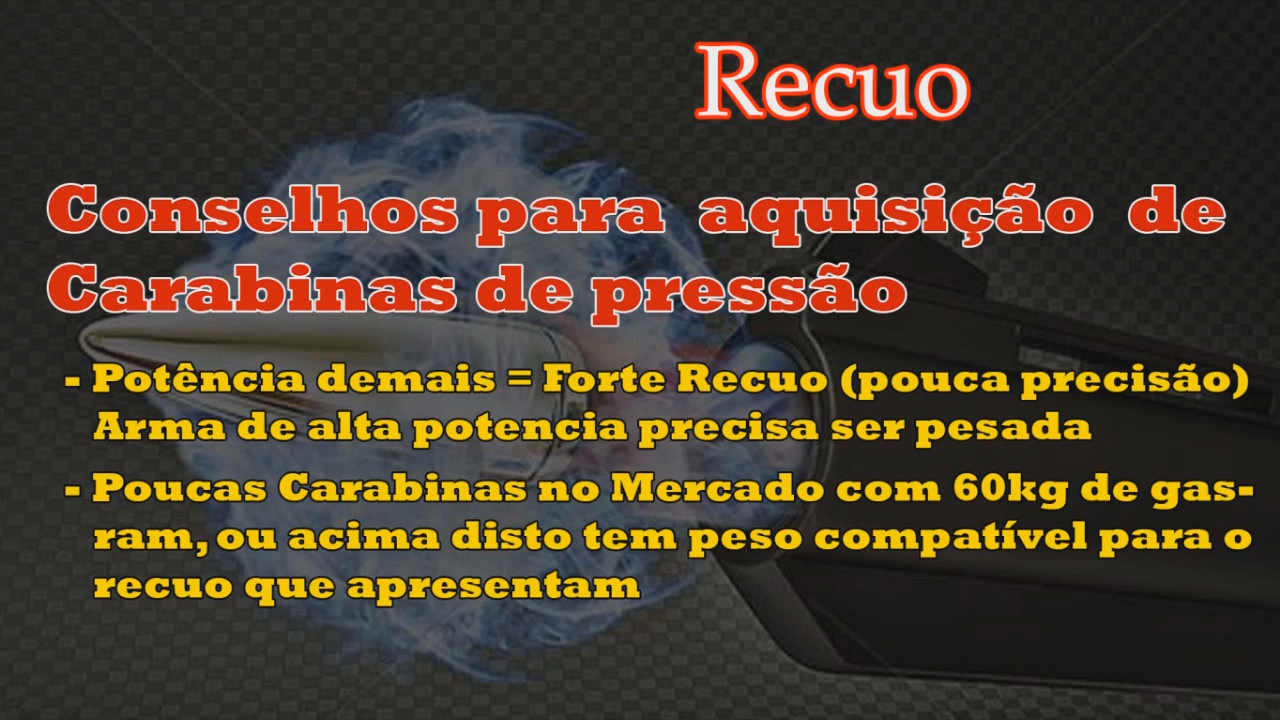 Recuo
Conselhos para aquisição de
Carabinas de pressão
- Potência demais = Forte Recuo (pouca precisão)
Arma de alta potencia precisa ser pesada
- Poucas Carabinas no Mercado com 60kg de gas-
ram, ou acima disto tem peso compatível para o
recuo que apresentam